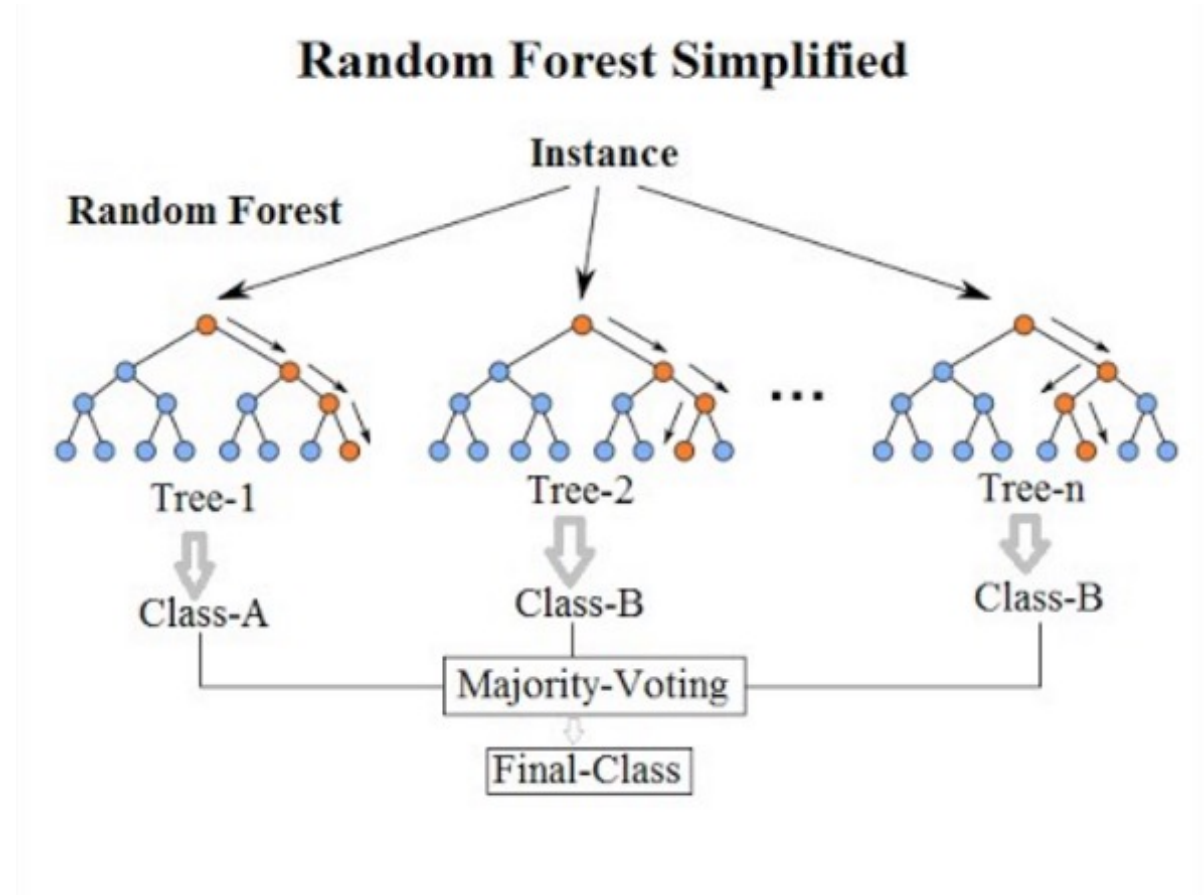 Random Forest Simplified
Instance
Random Forest
...
Tree-1
Tree-2
Tree-n
Class-A
Class-B
Class-B
Majority-Voting
Final-Class